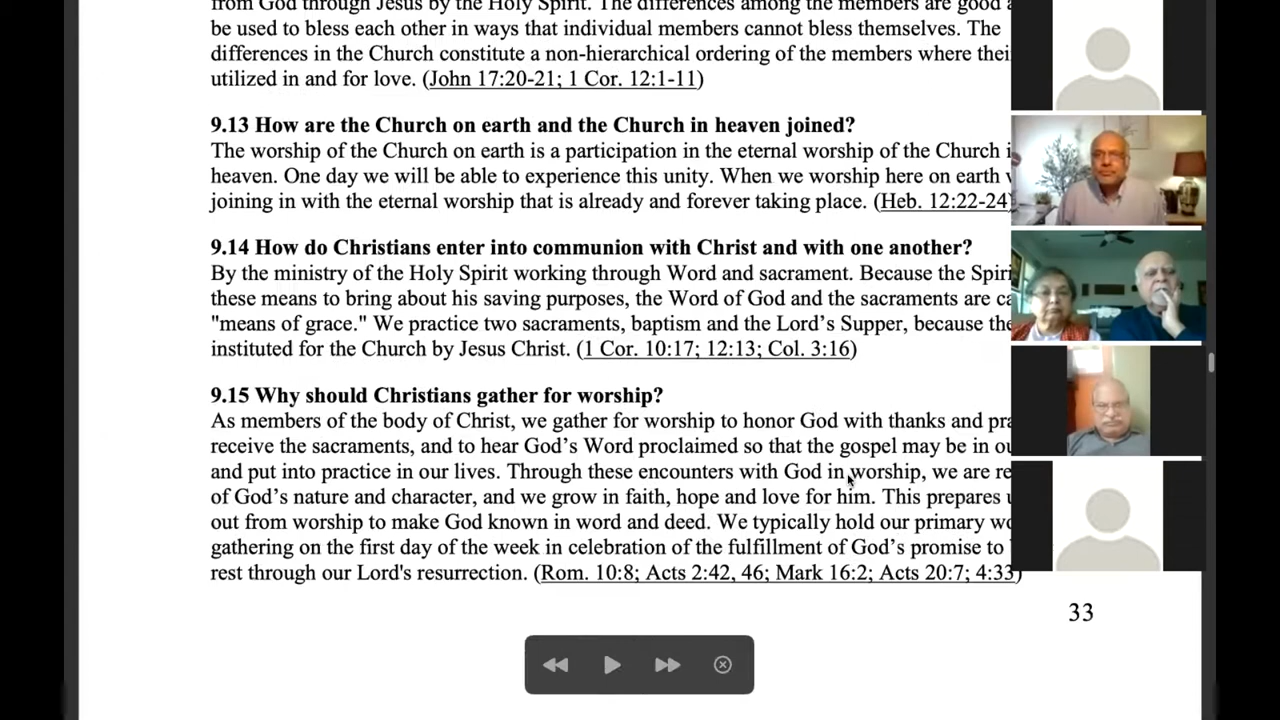 from God through Jesus by the Holy Spirit. The differences among the members are good
be used to bless each other in ways that individual members cannot bless themselves. The
differences in the Church constitute a non-hierarchical ordering of the members where
utilized in and for love. (John 17:20-21; 1 Cor. 12:1-11)
9.13 How are the Church on earth and the Church in heaven joined?
The worship of the Church on earth is a participation in the eternal worship of the Church
heaven. One day we will be able to experience this unity. When we worship here on earth
joining in with the eternal worship that is already and forever taking place. (Heb. 12:22-24)
9.14 How do Christians enter into communion with Christ and with one another?
By the ministry of the Holy Spirit working through Word and sacrament. Because the
these means to bring about his saving purposes, the Word of God and the sacraments are
"means of grace." We practice two sacraments, baptism and the Lord’s Supper, because
instituted for the Church by Jesus Christ. (1 Cor. 10:17; 12:13; Col. 3:16)
9.15 Why should Christians gather for worship?
As members of the body of Christ, we gather for worship to honor God with thanks and
receive the sacraments, and to hear God’s Word proclaimed so that the gospel may be in
and put into practice in our lives. Through these encounters with God in worship, we are
of God’s nature and character, and we grow in faith, hope and love for him. This prepares
out from worship to make God known in word and deed. We typically hold our primary
gathering on the first day of the week in celebration of the fulfillment of God’s promise to
rest through our Lord's resurrection. (Rom. 10:8; Acts 2:42, 46; Mark 16:2; Acts 20:7; 4:33)
33